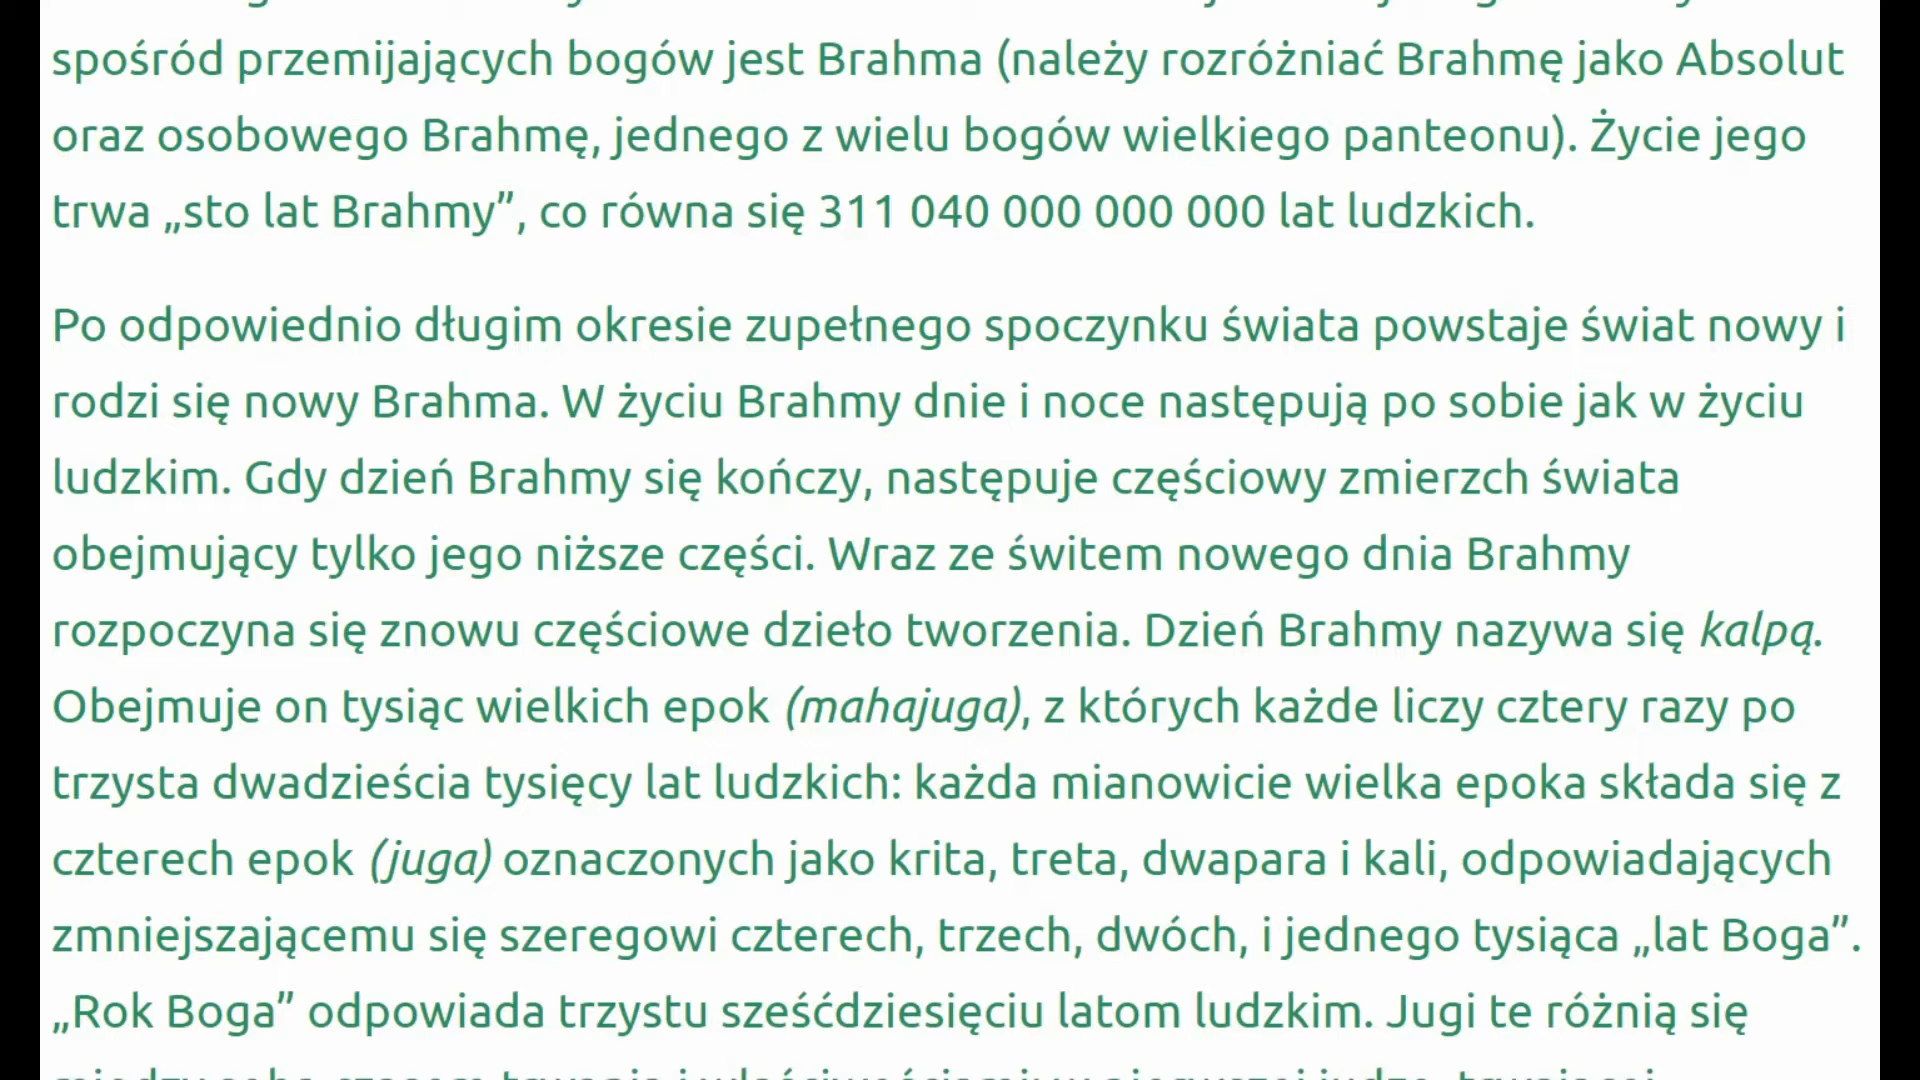 spośród przemijających bogów jest Brahma (należy rozróżniać Brahmę jako Absolut
oraz osobowego Brahmę, jednego z wielu bogów wielkiego panteonu). Życie jego
trwa „sto lat Brahmy”, co równa się 311 040 000 000 000 lat ludzkich.
Po odpowiednio długim okresie zupełnego spoczynku świata powstaje świat nowy i
rodzi się nowy Brahma. W życiu Brahmy dnie i noce następują po sobie jak w życiu
ludzkim. Gdy dzień Brahmy się kończy, następuje częściowy zmierzch świata
obejmujący tylko jego niższe części. Wraz ze świtem nowego dnia Brahmy
rozpoczyna się znowu częściowe dzieło tworzenia. Dzień Brahmy nazywa się kalpą.
Obejmuje on tysiąc wielkich epok (mahajuga), z których każde liczy cztery razy po
trzysta dwadzieścia tysięcy lat ludzkich: każda mianowicie wielka epoka składa się z
czterech epok (juga) oznaczonych jako krita, treta, dwapara i kali, odpowiadających
zmniejszającemu się szeregowi czterech, trzech, dwóch, i jednego tysiąca „lat Boga”.
„Rok Boga” odpowiada trzystu sześćdziesięciu latom ludzkim. Jugi te różnią się